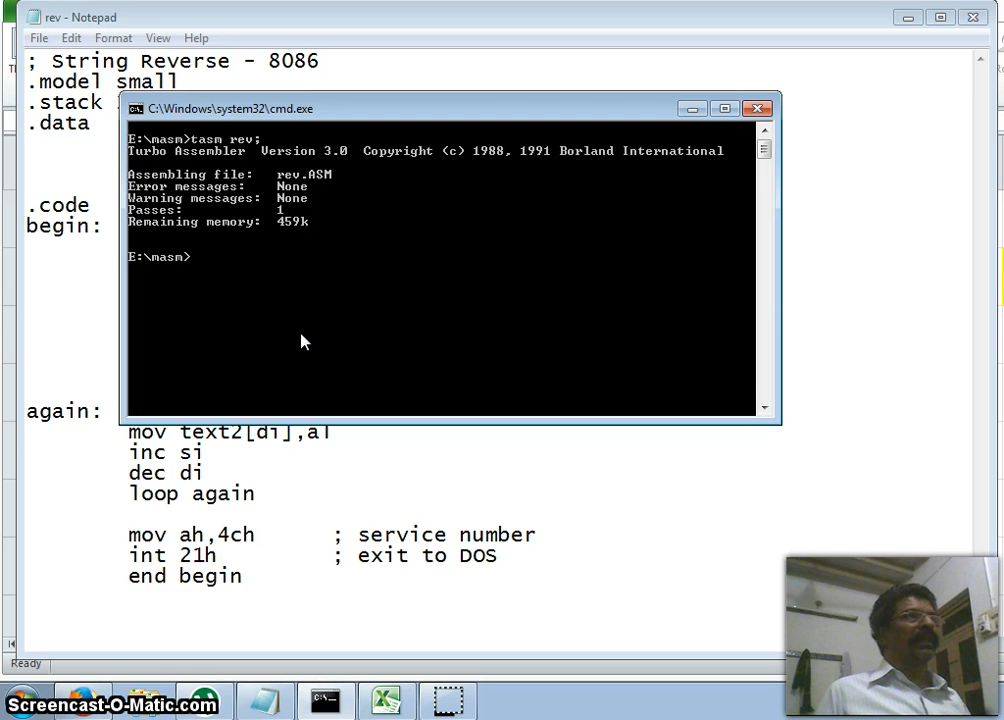 rev - Notepad
File Edit Format View Help
; String Reverse - 8086
.model small
.stack
.data
C:\Windows\system32\cmd.exe
E:\masm>tasm rev;
Turbo Assembler Version 3.0 Copyright (c) 1988, 1991 Borland International
Assembling file: rev.ASM
Error messages: None
Warning messages: None
Passes: 1
Remaining memory: 459k
E:\masm>
.code
begin:
again:
mov text2[di],al
inc si
dec di
loop again
mov ah,4ch ; service number
int 21h ; exit to DOS
end begin
Ready
Screencast-O-Matic.com